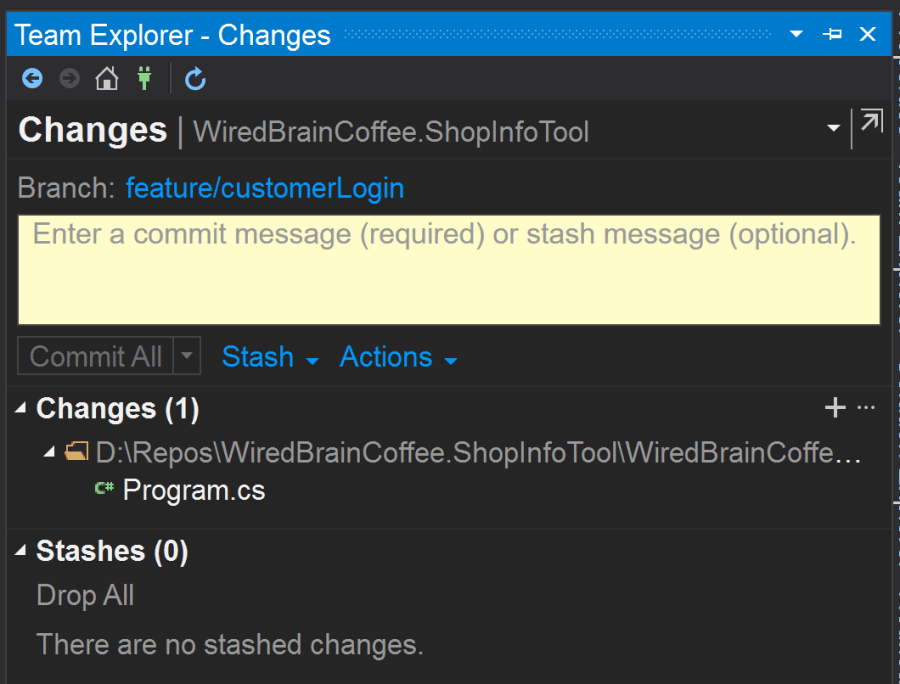 Team Explorer - Changes
Changes | WiredBrainCoffee.ShopInfoTool
Branch: feature/customerLogin
Enter a commit message (required) or stash message (optional).
Commit All Stash Actions
Changes (1)
D:\Repos\WiredBrainCoffee.ShopInfoTool\WiredBrainCoffe...
C# Program.cs
Stashes (0)
Drop All
There are no stashed changes.